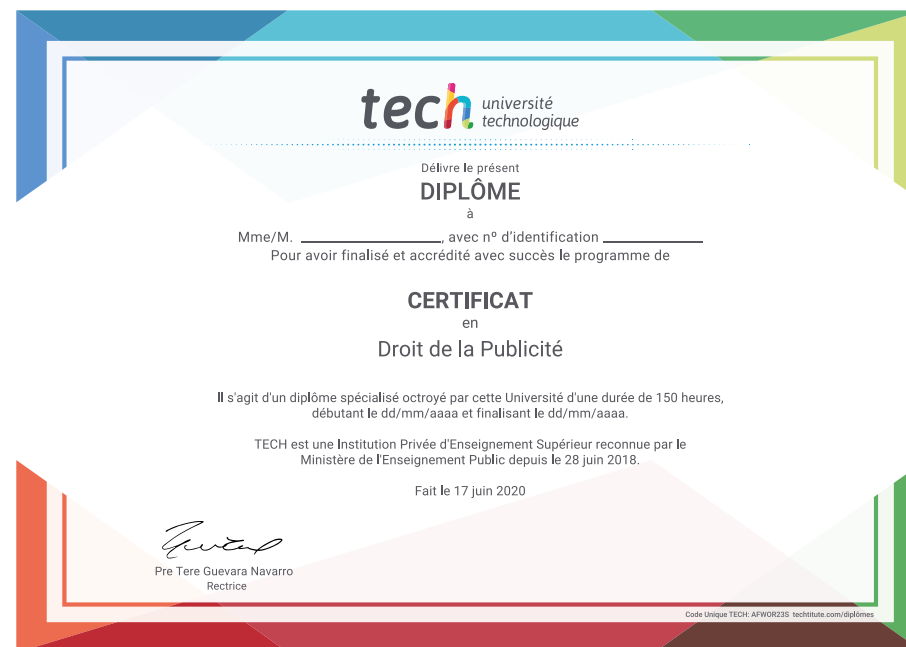 tech université
technologique
Délivre le présent
DIPLÔME
à
Mme/M. ____________, avec nº d'identification ____________
Pour avoir finalisé et accrédité avec succès le programme de
CERTIFICAT
en
Droit de la Publicité
Il s'agit d'un diplôme spécialisé octroyé par cette Université d'une durée de 150 heures,
débutant le dd/mm/aaaa et finalisant le dd/mm/aaaa.
TECH est une Institution Privée d'Enseignement Supérieur reconnue par le
Ministère de l'Enseignement Public depuis le 28 juin 2018.
Fait le 17 juin 2020
Pre Tere Guevara Navarro
Rectrice
Code Unique TECH: AFWOR23S techtitute.com/diplômes